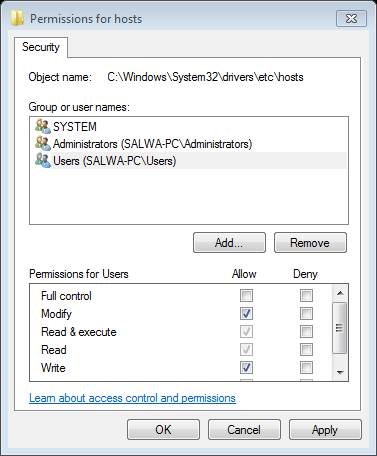 Permissions for hosts
Security
Object name: C:\Windows\System32\drivers\etc\hosts
Group or user names:
SYSTEM
Administrators (SALWA-PC\Administrators)
Users (SALWA-PC\Users)
Add... Remove
Permissions for Users Allow Deny
Full control
Modify
Read & execute
Read
Write
Learn about access control and permissions
OK Cancel Apply